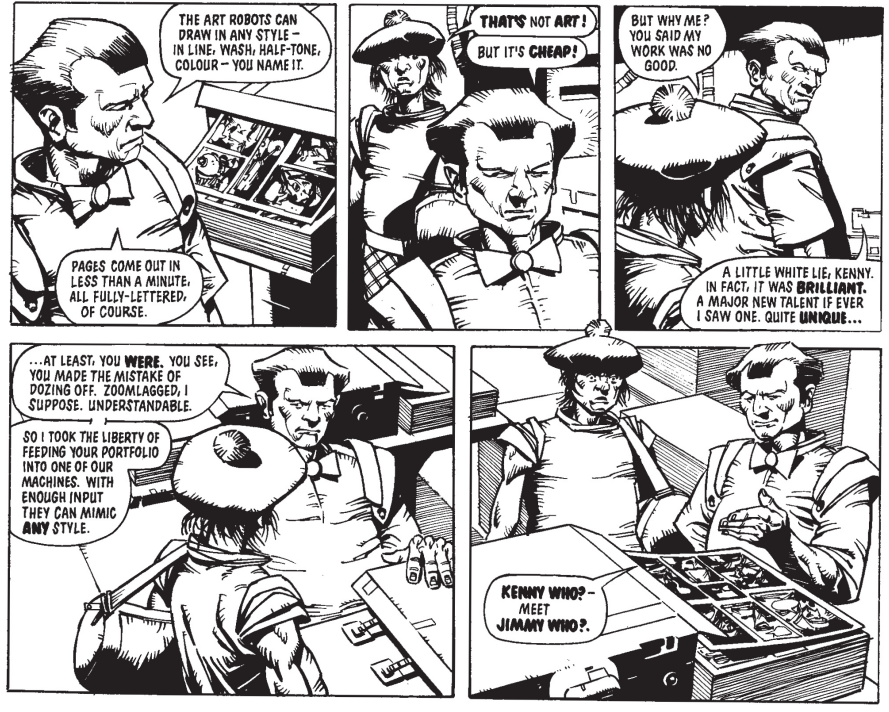 THE ART ROBOTS CAN
DRAW IN ANY STYLE –
IN LINE, WASH, HALF-TONE,
COLOUR – YOU NAME IT.
PAGES COME OUT IN
LESS THAN A MINUTE,
ALL FULLY-LETTERED,
OF COURSE.
THAT'S NOT ART!
BUT IT'S CHEAP!
BUT WHY ME?
YOU SAID MY
WORK WAS NO
GOOD.
A LITTLE WHITE LIE, KENNY.
IN FACT, IT WAS BRILLIANT.
A MAJOR NEW TALENT IF EVER
I SAW ONE. QUITE UNIQUE...
...AT LEAST, YOU WERE. YOU SEE,
YOU MADE THE MISTAKE OF
DOZING OFF. ZOOMLAGGED, I
SUPPOSE. UNDERSTANDABLE.
SO I TOOK THE LIBERTY OF
FEEDING YOUR PORTFOLIO
INTO ONE OF OUR
MACHINES. WITH
ENOUGH INPUT
THEY CAN MIMIC
ANY STYLE.
KENNY WHO? –
MEET
JIMMY WHO?.